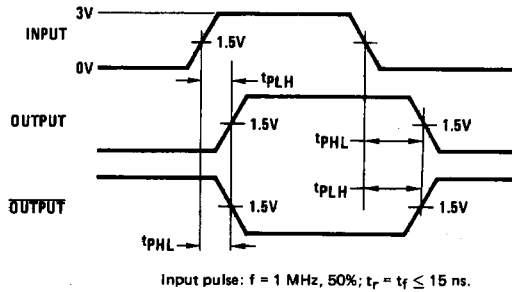 3V
INPUT
1.5V
0V
tPLH
OUTPUT
1.5V
1.5V
tPHL
tPLH
OUTPUT
1.5V
1.5V
tPHL
Input pulse: f = 1 MHz, 50%; tr = tf ≤ 15 ns.